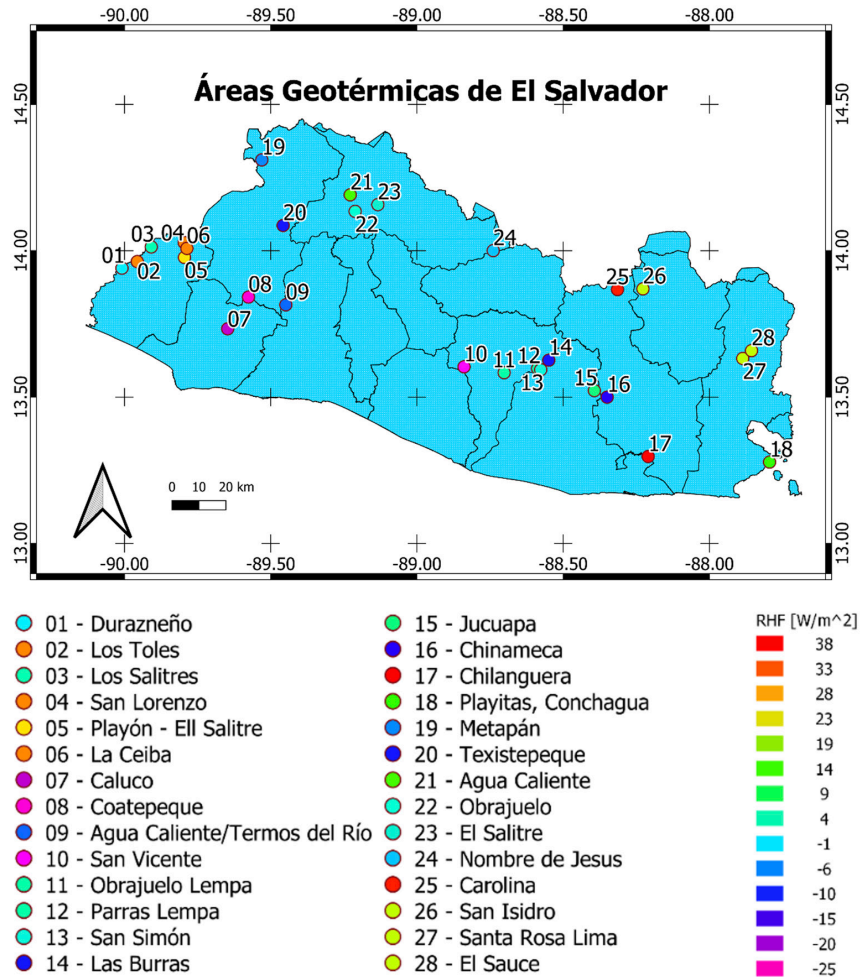 -90.00 -89.50 -89.00 -88.50 -88.00
Áreas Geotérmicas de El Salvador
14.50 14.50
19
21 23
20 22
03 04 06
24
14.00 14.00
01 02 05
25 26
08 09
07
28
10 11 12 14
27
13
13.50 13.50
15 16
17 18
0 10 20 km
13.00 13.00
-90.00 -89.50 -89.00 -88.50 -88.00
01 - Durazneño
02 - Los Toles
03 - Los Salitres
04 - San Lorenzo
05 - Playón - Ell Salitre
06 - La Ceiba
07 - Caluco
08 - Coatepeque
09 - Agua Caliente/Termos del Río
10 - San Vicente
11 - Obrajuelo Lempa
12 - Parras Lempa
13 - San Simón
14 - Las Burras
15 - Jucuapa
16 - Chinameca
17 - Chilanguera
18 - Playitas, Conchagua
19 - Metapán
20 - Texistepeque
21 - Agua Caliente
22 - Obrajuelo
23 - El Salitre
24 - Nombre de Jesus
25 - Carolina
26 - San Isidro
27 - Santa Rosa Lima
28 - El Sauce
RHF [W/m^2]
38
33
28
23
19
14
9
4
-1
-6
-10
-15
-20
-25